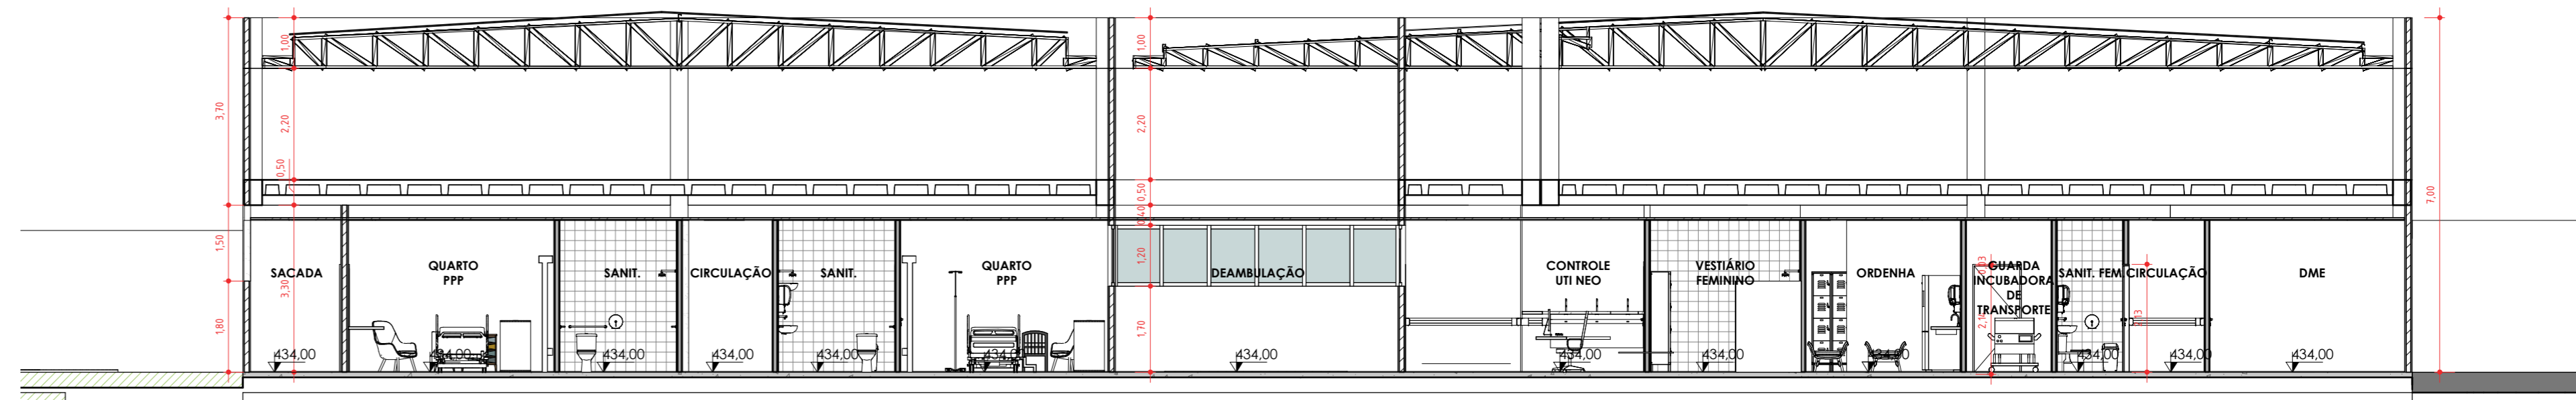 1,00
1,00
3,70
2,20
2,20
7,00
0,50
0,50
0,40
1,50
1,20
3,30
1,80
1,70
SACADA
QUARTO
PPP
SANIT.
CIRCULAÇÃO
SANIT.
QUARTO
PPP
DEAMBULAÇÃO
CONTROLE
UTI NEO
VESTIÁRIO
FEMININO
ORDENHA
GUARDA
INCUBADORA
DE
TRANSPORTE
SANIT. FEM.
CIRCULAÇÃO
DME
0,03
434,00
434,00
434,00
434,00
434,00
434,00
434,00
434,00
434,00
434,00
434,00
434,00
434,00